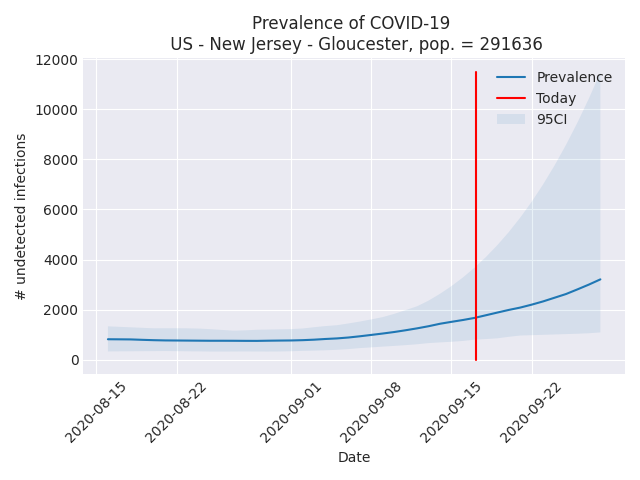 Prevalence of COVID-19
US - New Jersey - Gloucester, pop. = 291636
12000
10000
8000
6000
4000
2000
0
# undetected infections
Prevalence
Today
95CI
2020-08-15
2020-08-22
2020-09-01
2020-09-08
2020-09-15
2020-09-22
Date